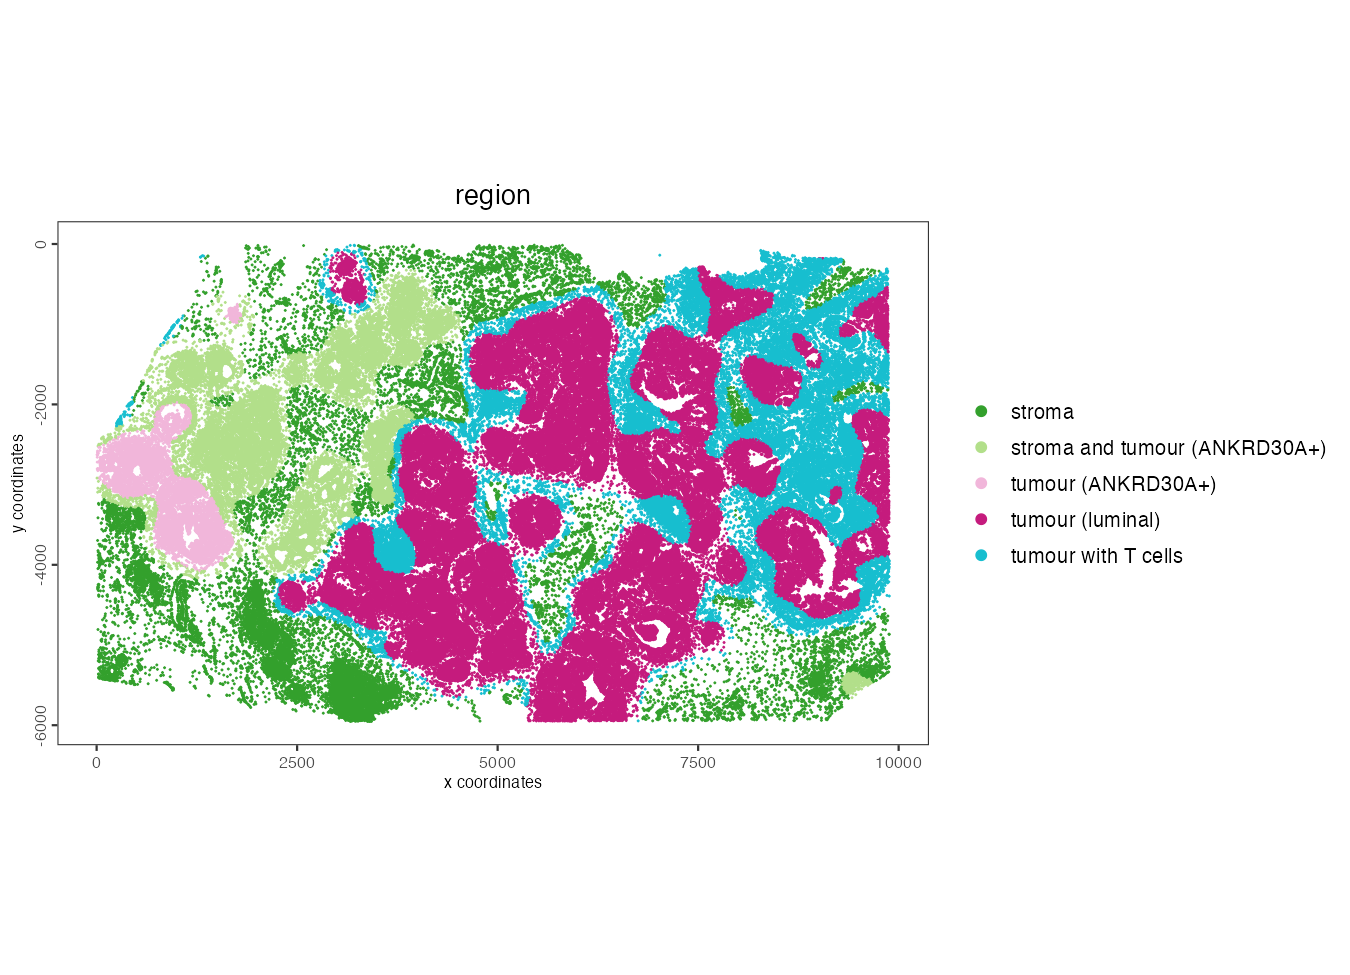 region
0
-2000
-4000
-6000
y coordinates
0
2500
5000
7500
10000
x coordinates
stroma
stroma and tumour (ANKRD30A+)
tumour (ANKRD30A+)
tumour (luminal)
tumour with T cells